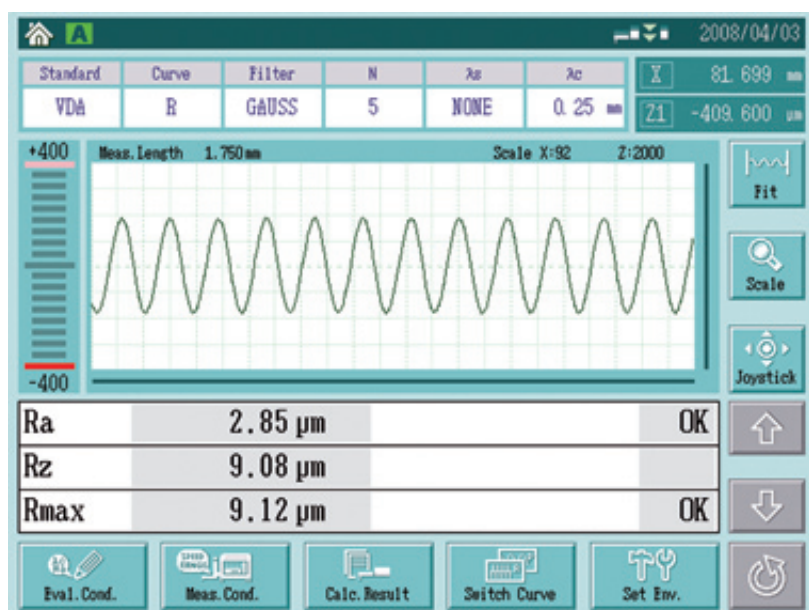 A 2008/04/03
Standard Curve Filter N λs λc X 81.699 mm
VDA R GAUSS 5 NONE 0.25 mm Z1 -409.600 μm
+400 Meas.Length 1.750 mm Scale X:92 Z:2000
Fit
Scale
Joystick
-400
Ra 2.85 μm OK
Rz 9.08 μm
Rmax 9.12 μm OK
Eval.Cond. Meas.Cond. Calc.Result Switch Curve Set Env.